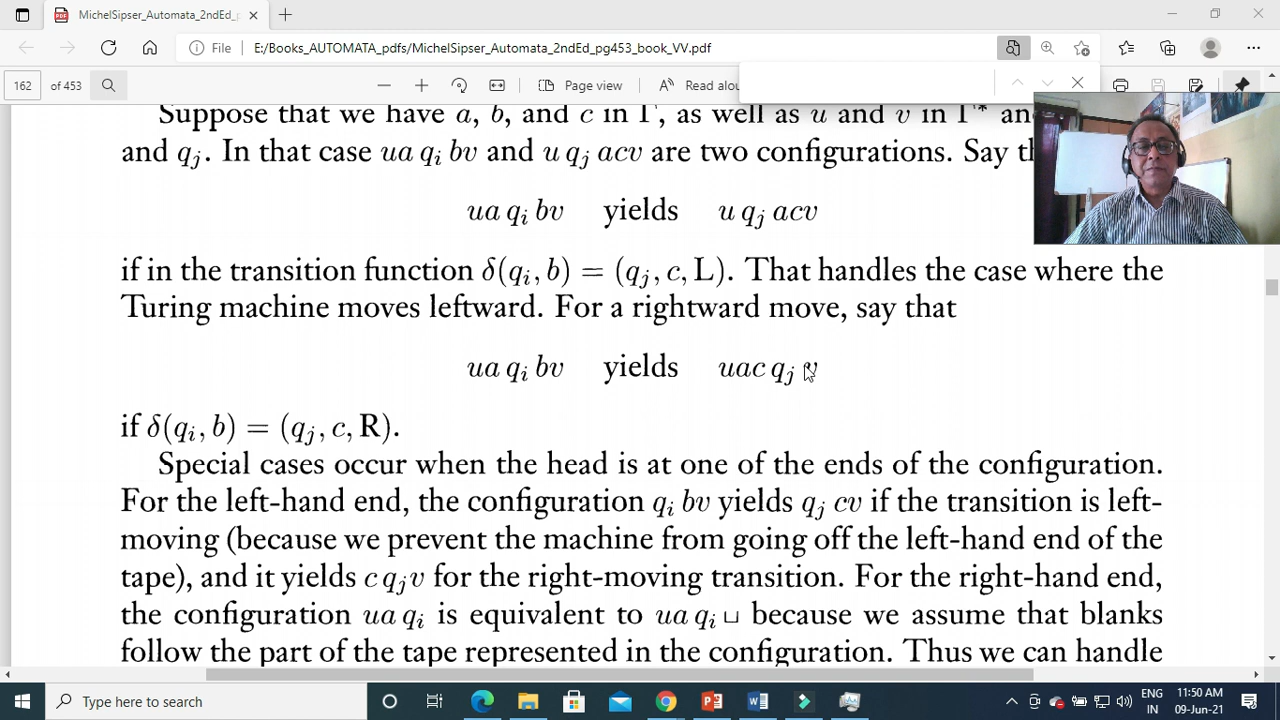 MichelSipser_Automata_2ndEd_
File E:/Books_AUTOMATA_pdfs/MichelSipser_Automata_2ndEd_pg453_book_VV.pdf
162 of 453 Page view Read
Suppose that we have a, b, and c in Γ, as well as u and v in Γ*
and qⱼ. In that case ua qᵢ bv and u qⱼ acv are two configurations. Say
ua qᵢ bv yields u qⱼ acv
if in the transition function δ(qᵢ, b) = (qⱼ, c, L). That handles the case where the
Turing machine moves leftward. For a rightward move, say that
ua qᵢ bv yields uac qⱼ v
if δ(qᵢ, b) = (qⱼ, c, R).
Special cases occur when the head is at one of the ends of the configuration.
For the left-hand end, the configuration qᵢ bv yields qⱼ cv if the transition is left-
moving (because we prevent the machine from going off the left-hand end of the
tape), and it yields c qⱼv for the right-moving transition. For the right-hand end,
the configuration ua qᵢ is equivalent to ua qᵢ ␣ because we assume that blanks
follow the part of the tape represented in the configuration. Thus we can handle
Type here to search
ENG 11:50 AM
IN 09-Jun-21